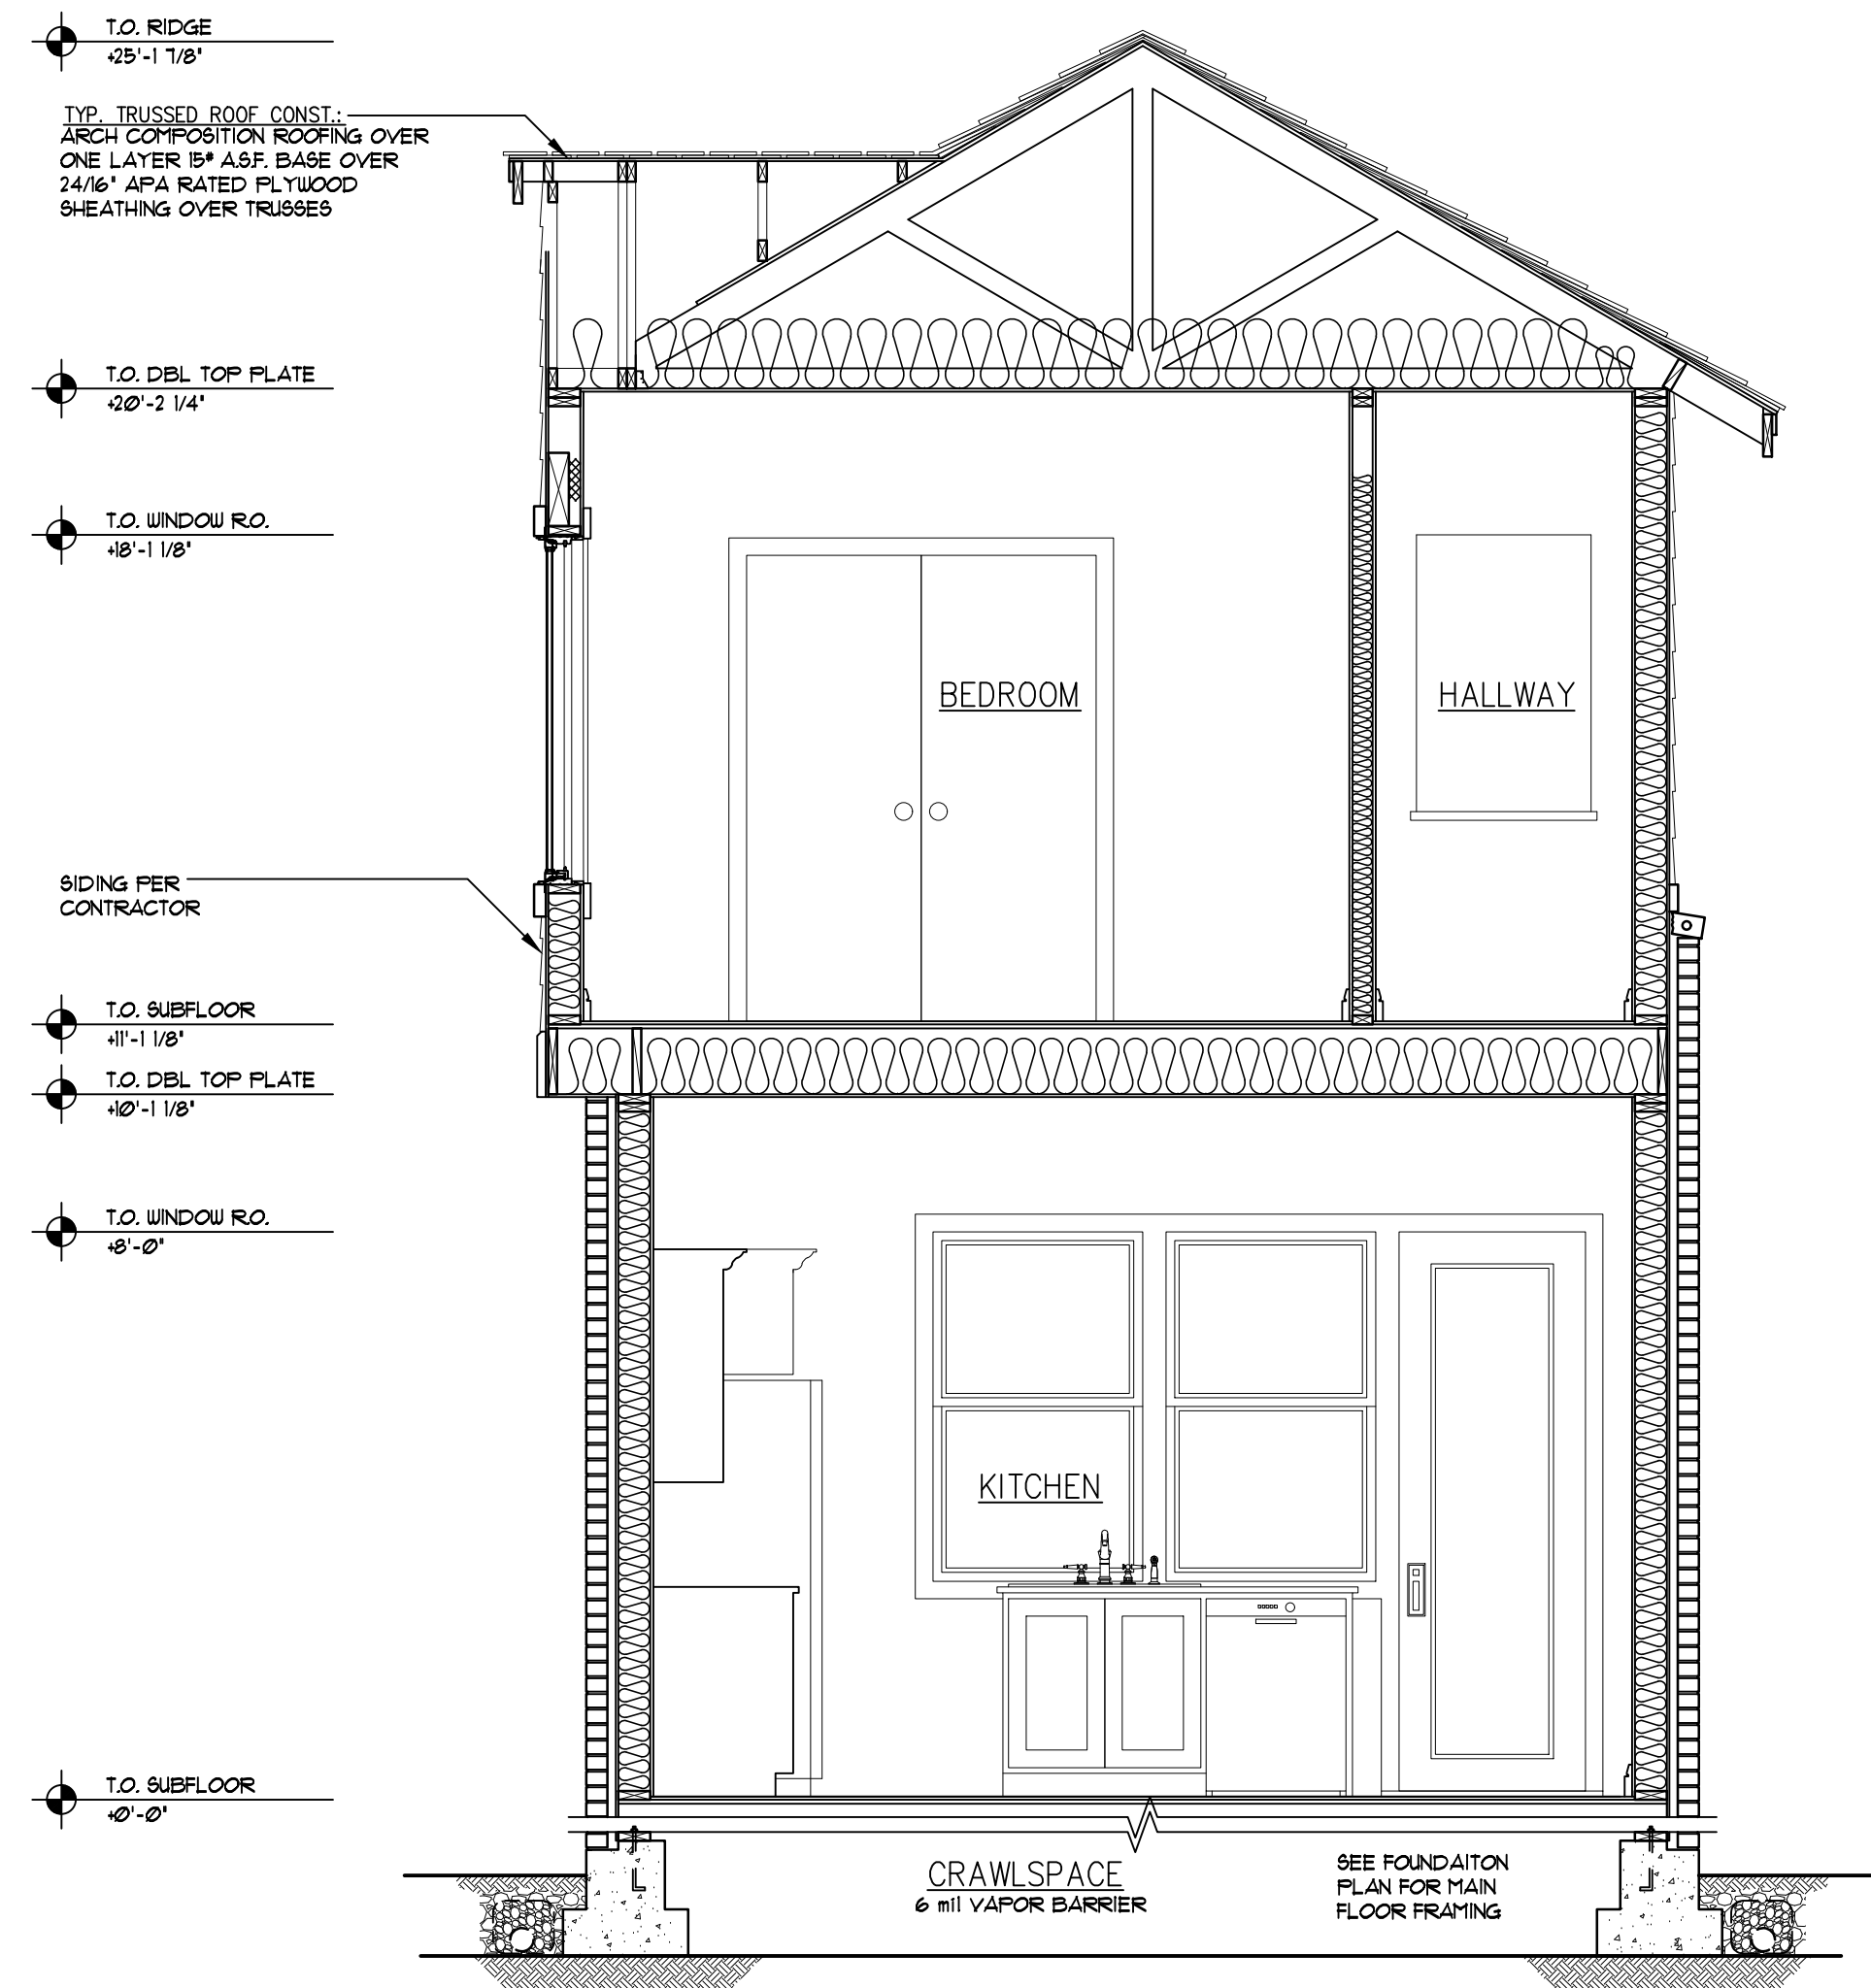 T.O. RIDGE
+25'-1 7/8"
TYP. TRUSSED ROOF CONST.:
ARCH COMPOSITION ROOFING OVER
ONE LAYER 15# A.S.F. BASE OVER
24/16" APA RATED PLYWOOD
SHEATHING OVER TRUSSES
T.O. DBL TOP PLATE
+20'-2 1/4"
T.O. WINDOW R.O.
+18'-1 1/8"
BEDROOM
HALLWAY
SIDING PER
CONTRACTOR
T.O. SUBFLOOR
+11'-1 1/8"
T.O. DBL TOP PLATE
+10'-1 1/8"
T.O. WINDOW R.O.
+8'-0"
KITCHEN
T.O. SUBFLOOR
+0'-0"
CRAWLSPACE
6 mil VAPOR BARRIER
SEE FOUNDAITON
PLAN FOR MAIN
FLOOR FRAMING